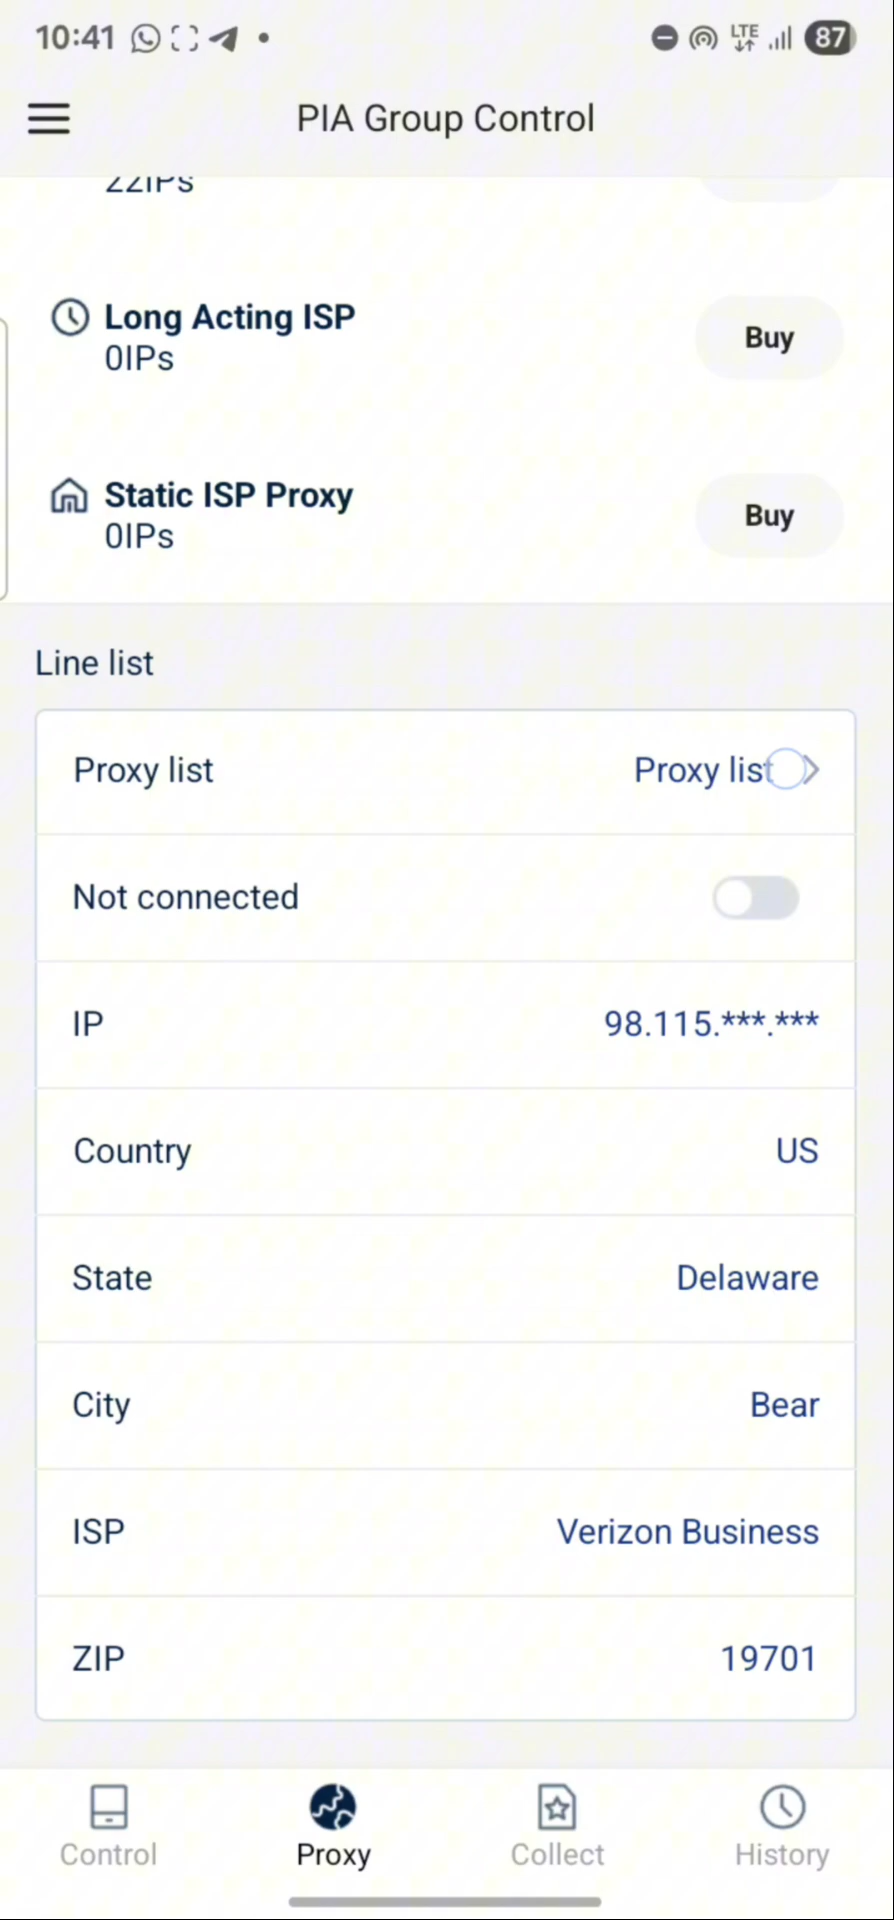 10:41
LTE
87
PIA Group Control
22IPs
Long Acting ISP
0IPs
Buy
Static ISP Proxy
0IPs
Buy
Line list
Proxy list
Proxy list
Not connected
IP
98.115.***.***
Country
US
State
Delaware
City
Bear
ISP
Verizon Business
ZIP
19701
Control
Proxy
Collect
History